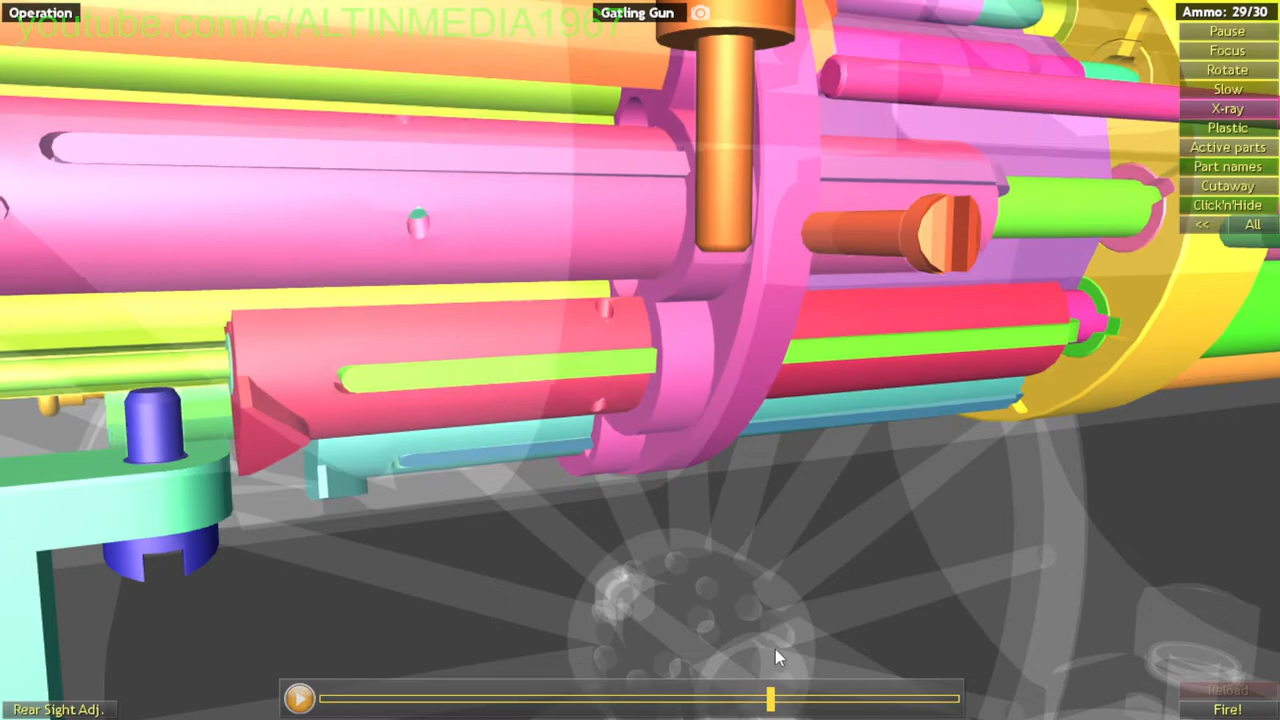 Operation
Gatling Gun
Ammo: 29/30
youtube.com/c/ALTINMEDIA1967
Pause
Focus
Rotate
Slow
X-ray
Plastic
Active parts
Part names
Cutaway
Click'n'Hide
<< All
Reload
Rear Sight Adj.
Fire!